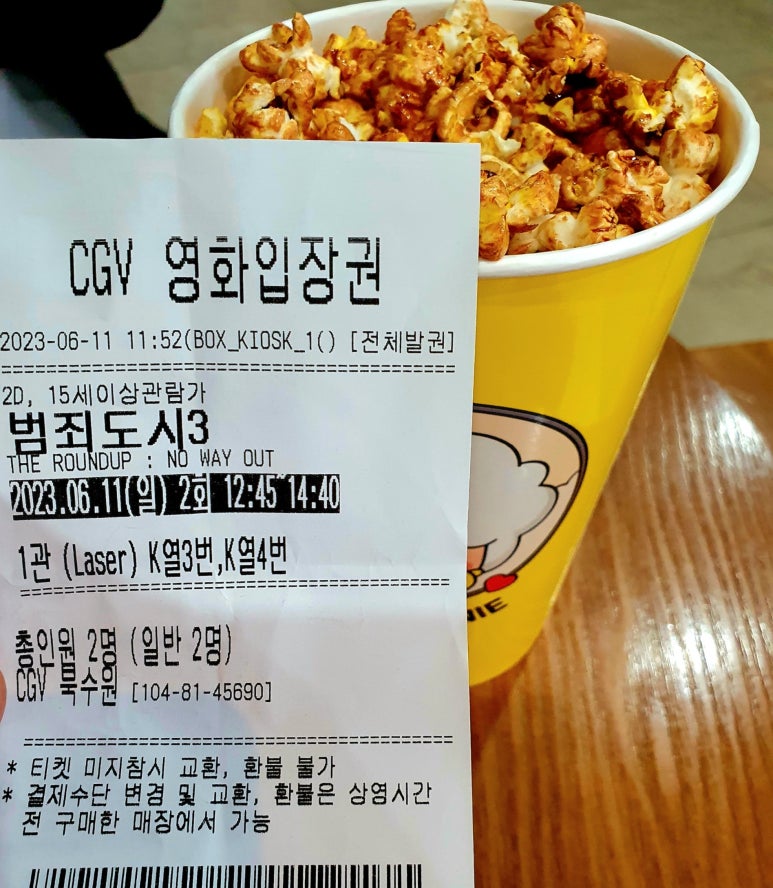 CGV 영화입장권
2023-06-11 11:52(BOX_KIOSK_1() [전체발권]
2D, 15세이상관람가
범죄도시3
THE ROUNDUP : NO WAY OUT
2023.06.11(일) 2회 12:45~14:40
1관 (Laser) K열3번,K열4번
총인원 2명 (일반 2명)
CGV 북수원 [104-81-45690]
* 티켓 미지참시 교환, 환불 불가
* 결제수단 변경 및 교환, 환불은 상영시간
전 구매한 매장에서 가능